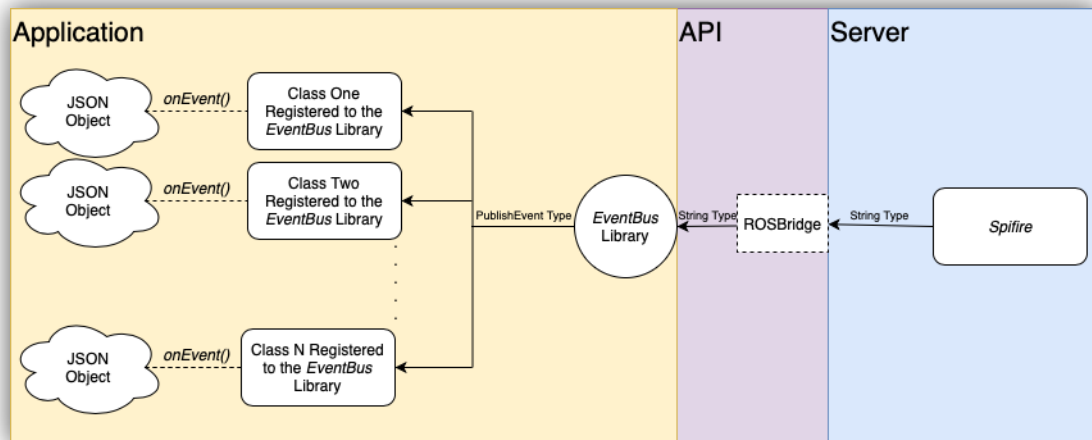 Application
API
Server
JSON
Object
onEvent()
Class One
Registered to the
EventBus Library
JSON
Object
onEvent()
Class Two
Registered to the
EventBus Library
PublishEvent Type
EventBus
Library
String Type
ROSBridge
String Type
Spifire
JSON
Object
onEvent()
Class N Registered
to the EventBus
Library